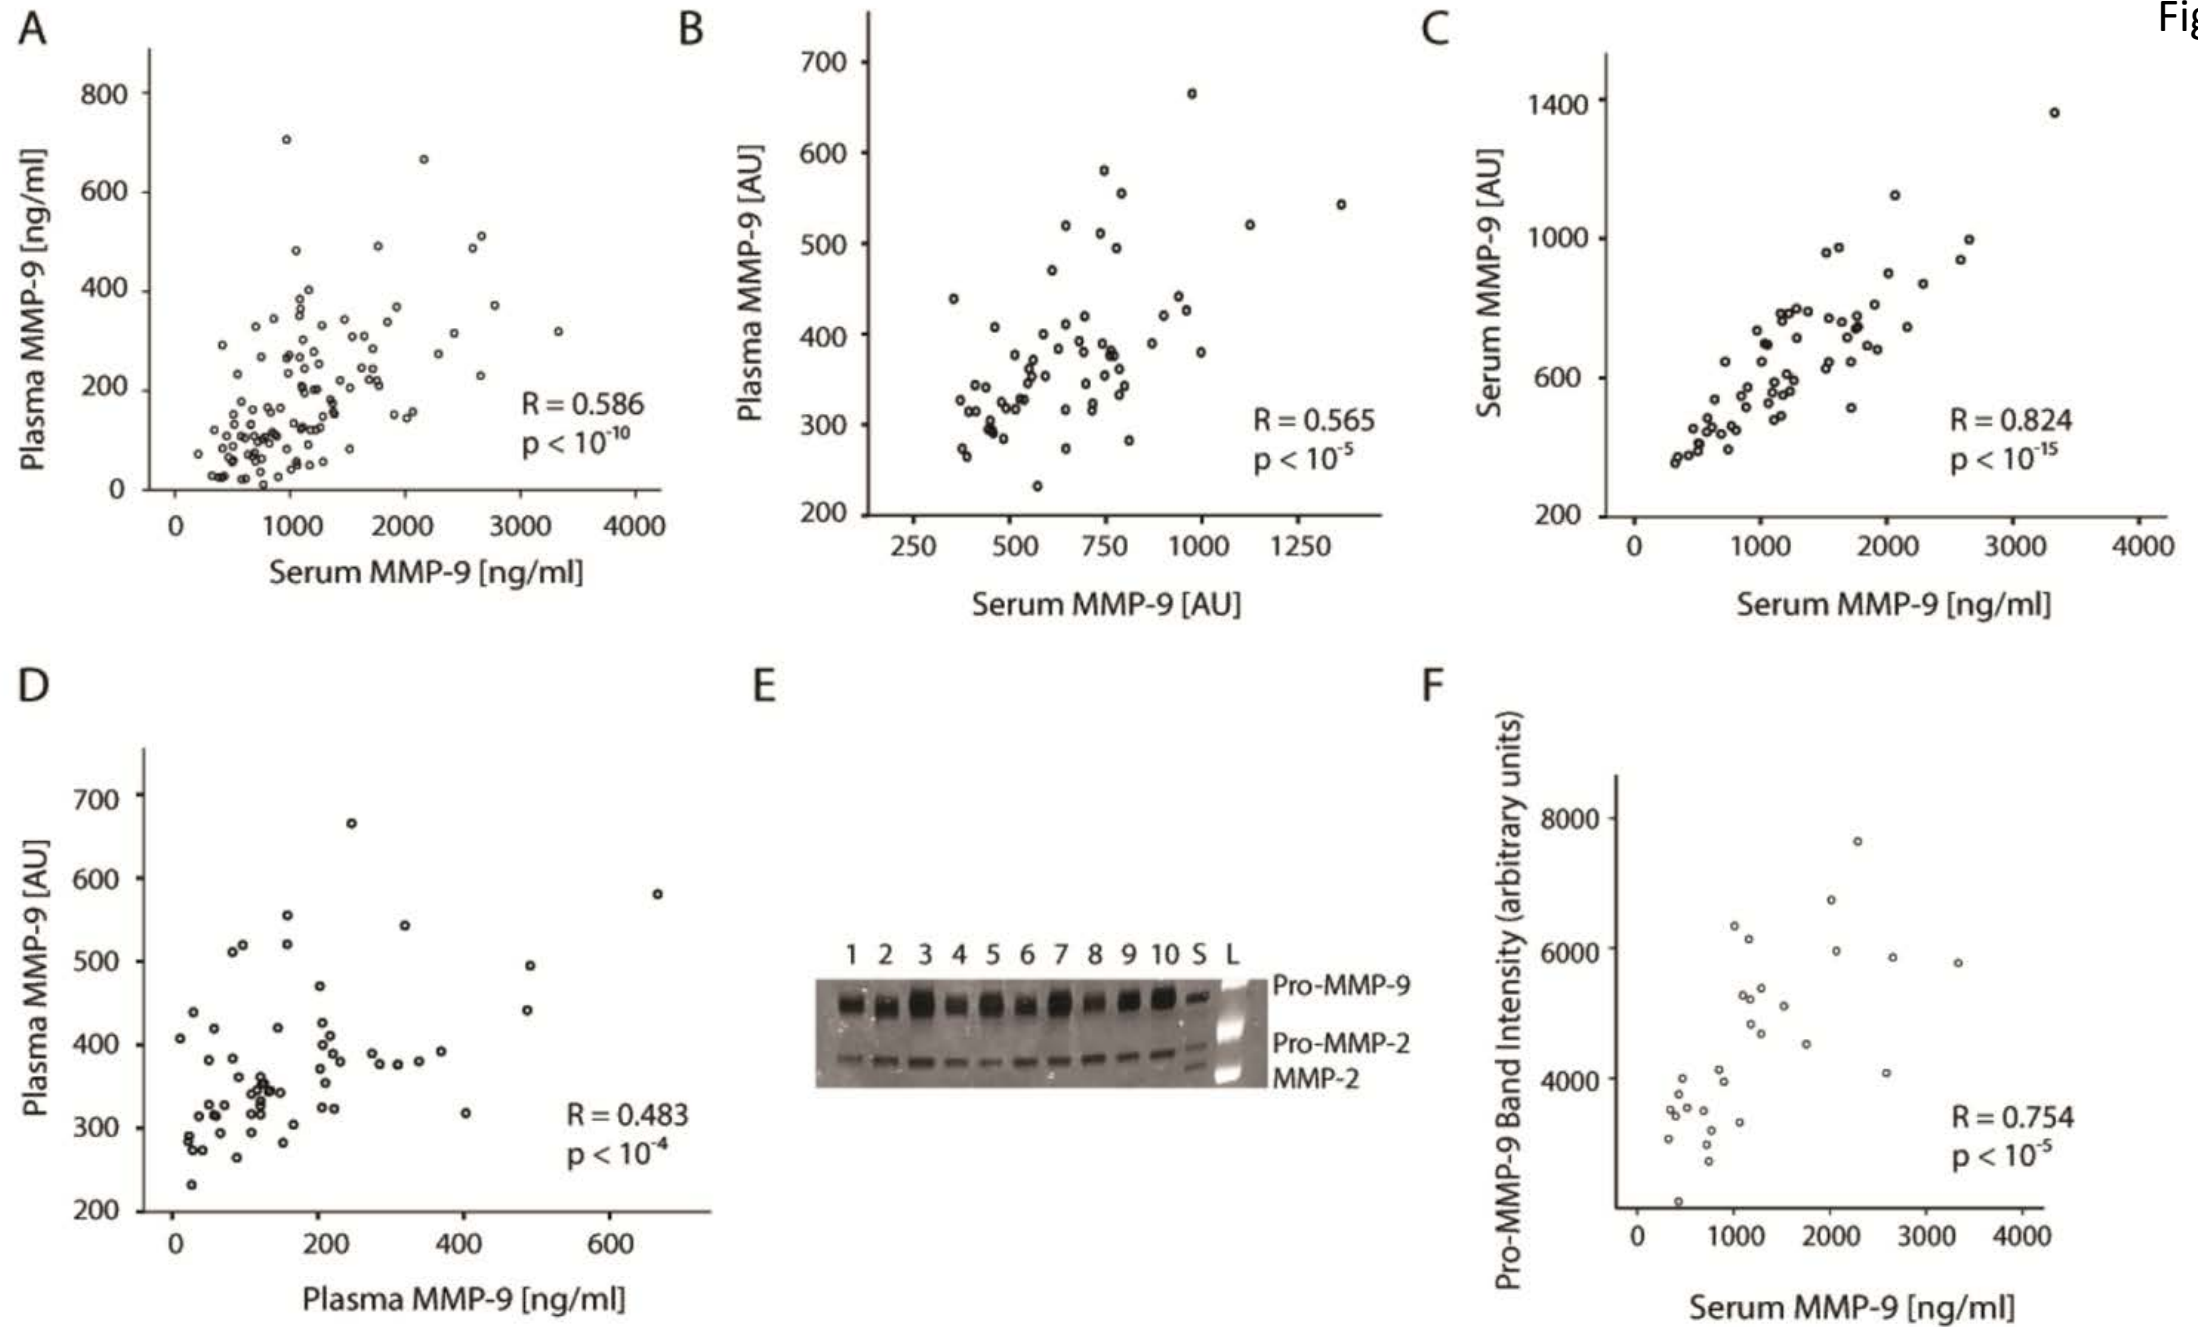 Fig
A
Plasma MMP-9 [ng/ml]
800
600
400
200
0
0 1000 2000 3000 4000
Serum MMP-9 [ng/ml]
R = 0.586
p < 10⁻¹⁰
B
Plasma MMP-9 [AU]
700
600
500
400
300
200
250 500 750 1000 1250
Serum MMP-9 [AU]
R = 0.565
p < 10⁻⁵
C
Serum MMP-9 [AU]
1400
1000
600
200
0 1000 2000 3000 4000
Serum MMP-9 [ng/ml]
R = 0.824
p < 10⁻¹⁵
D
Plasma MMP-9 [AU]
700
600
500
400
300
200
0 200 400 600
Plasma MMP-9 [ng/ml]
R = 0.483
p < 10⁻⁴
E
1 2 3 4 5 6 7 8 9 10 S L
Pro-MMP-9
Pro-MMP-2
MMP-2
F
Pro-MMP-9 Band Intensity (arbitrary units)
8000
6000
4000
0 1000 2000 3000 4000
Serum MMP-9 [ng/ml]
R = 0.754
p < 10⁻⁵